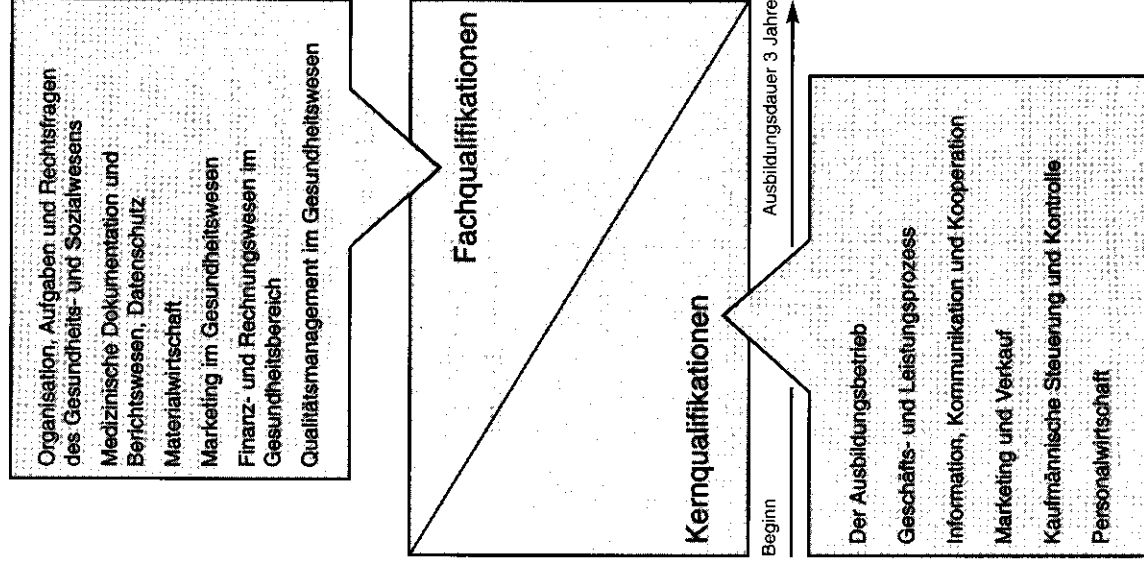 Organisation, Aufgaben und Rechtsfragen
des Gesundheits- und Sozialwesens
Medizinische Dokumentation und
Berichtswesen, Datenschutz
Materialwirtschaft
Marketing im Gesundheitswesen
Finanz- und Rechnungswesen im
Gesundheitsbereich
Qualitätsmanagement im Gesundheitswesen
Fachqualifikationen
Kernqualifikationen
Beginn
Ausbildungsdauer 3 Jahre
Der Ausbildungsbetrieb
Geschäfts- und Leistungsprozess
Information, Kommunikation und Kooperation
Marketing und Verkauf
Kaufmännische Steuerung und Kontrolle
Personalwirtschaft